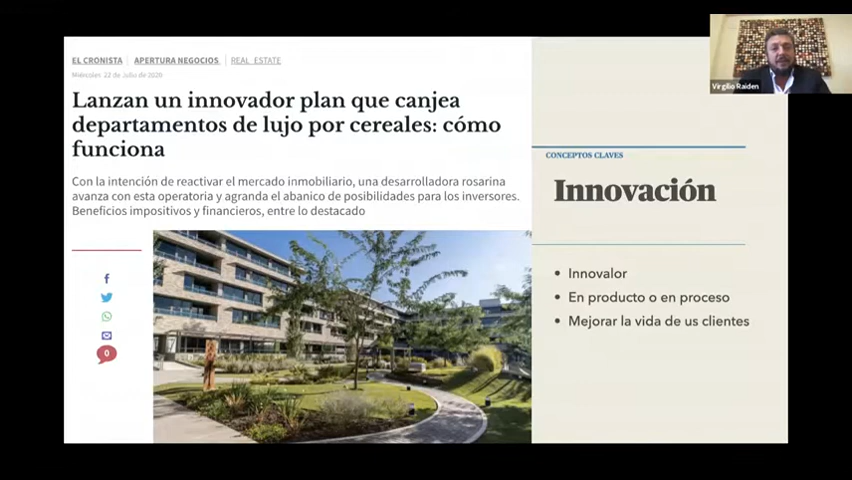 EL CRONISTA | APERTURA NEGOCIOS | REAL ESTATE
Miércoles 22 de Julio de 2020
Lanzan un innovador plan que canjea
departamentos de lujo por cereales: cómo
funciona
Con la intención de reactivar el mercado inmobiliario, una desarrolladora rosarina
avanza con esta operatoria y agranda el abanico de posibilidades para los inversores.
Beneficios impositivos y financieros, entre lo destacado
0
CONCEPTOS CLAVES
Innovación
• Innovalor
• En producto o en proceso
• Mejorar la vida de us clientes
Virgilio Raiden